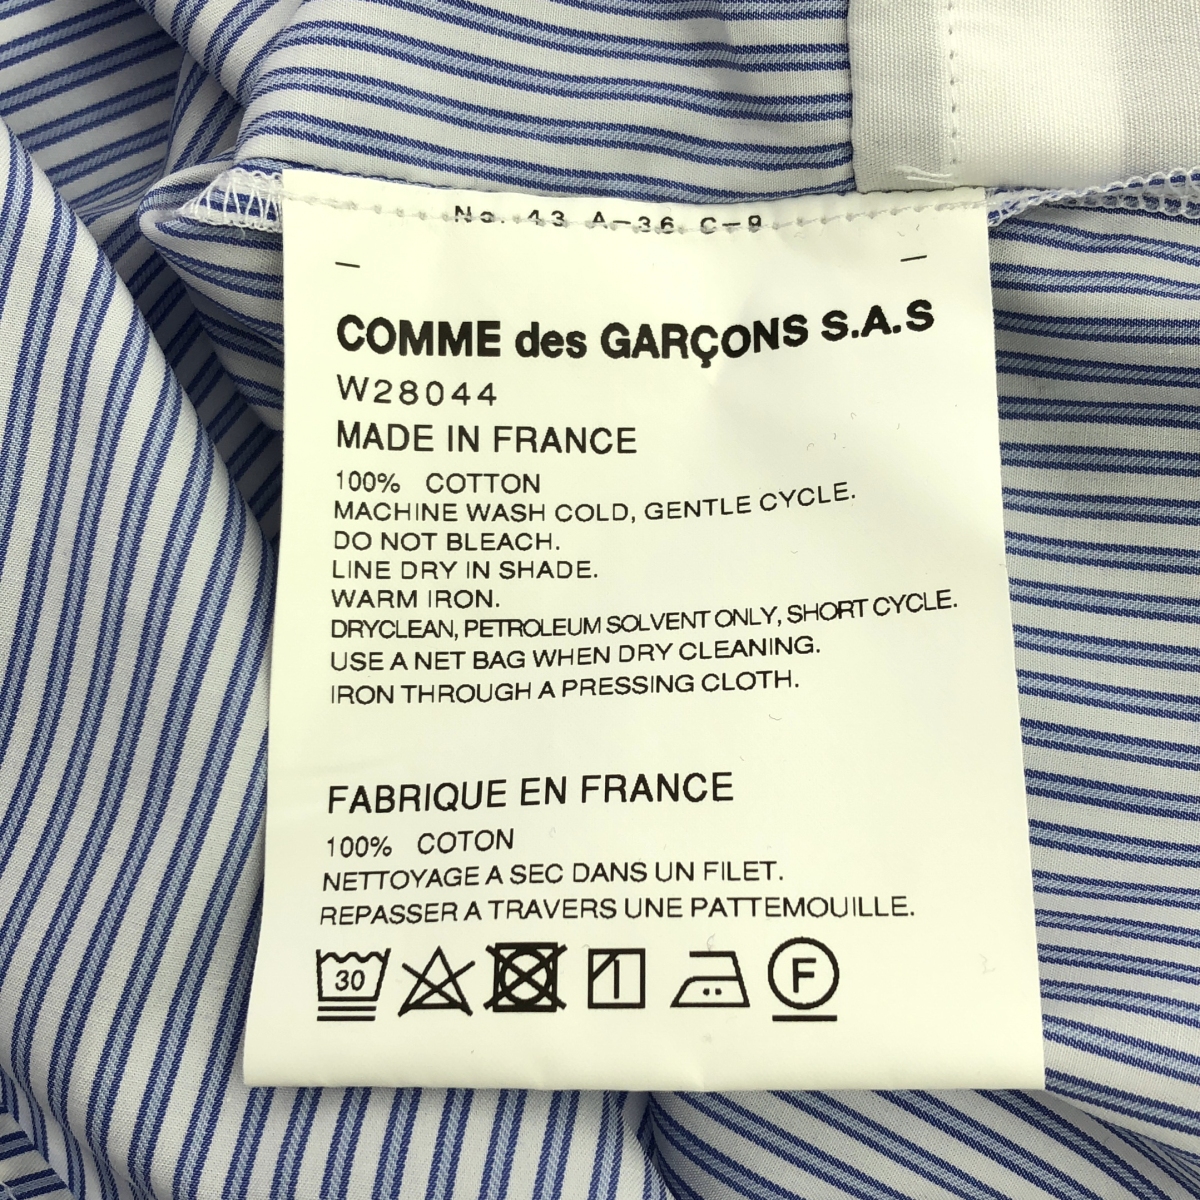 No. 43 A-36 C-9
COMME des GARÇONS S.A.S
W28044
MADE IN FRANCE
100% COTTON
MACHINE WASH COLD, GENTLE CYCLE.
DO NOT BLEACH.
LINE DRY IN SHADE.
WARM IRON.
DRYCLEAN, PETROLEUM SOLVENT ONLY, SHORT CYCLE.
USE A NET BAG WHEN DRY CLEANING.
IRON THROUGH A PRESSING CLOTH.
FABRIQUE EN FRANCE
100% COTON
NETTOYAGE A SEC DANS UN FILET.
REPASSER A TRAVERS UNE PATTEMOUILLE.
30 F